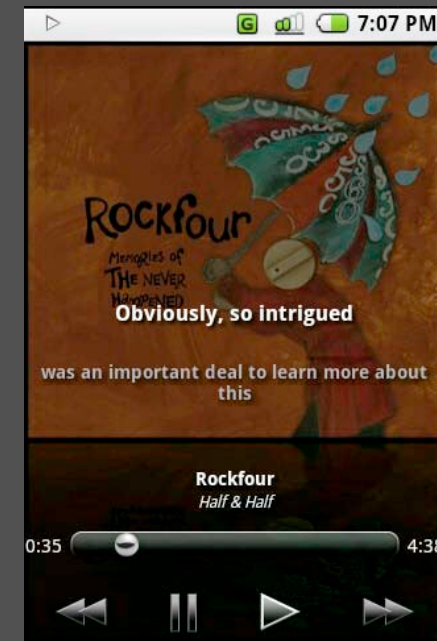 G 7:07 PM
Rockfour
Memories of
THE NEVER
HAPPENED
Obviously, so intrigued
was an important deal to learn more about
this
Rockfour
Half & Half
0:35 4:38